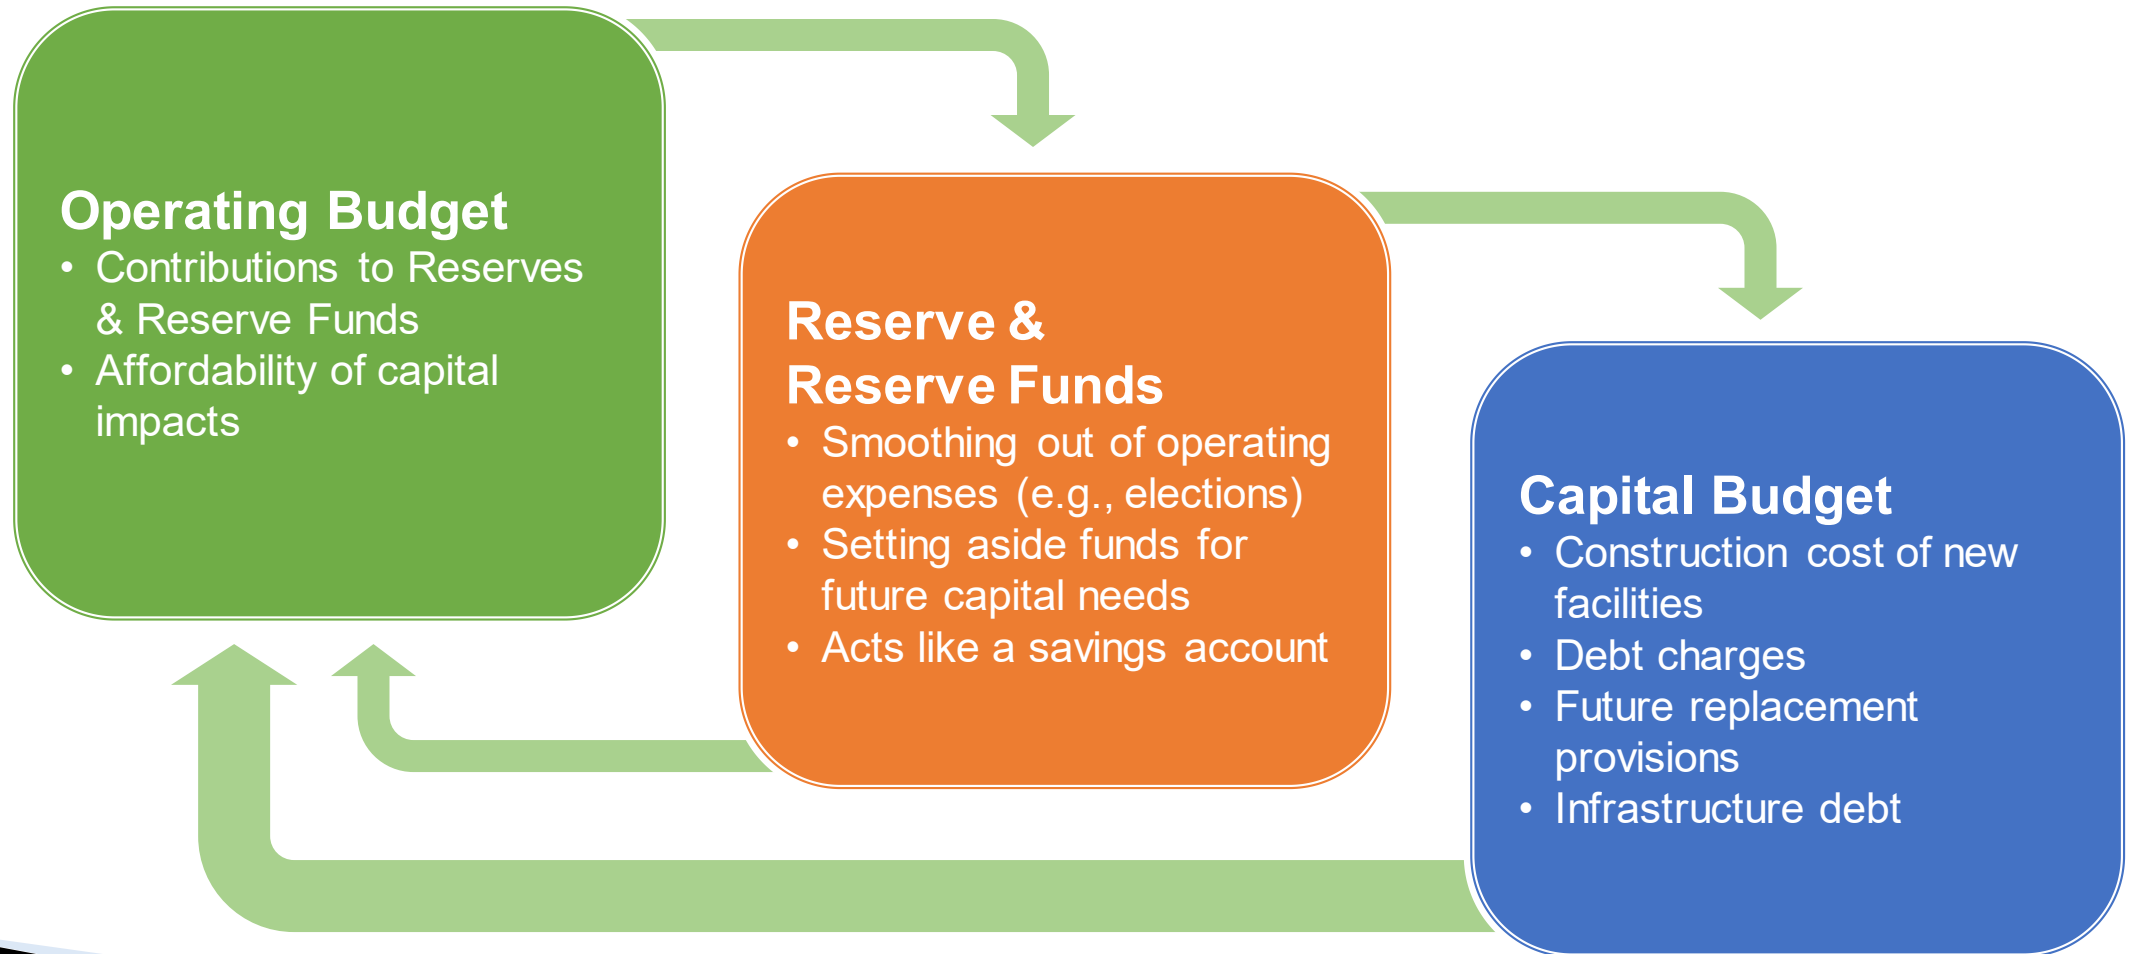 Operating Budget
• Contributions to Reserves
& Reserve Funds
• Affordability of capital
impacts
Reserve &
Reserve Funds
• Smoothing out of operating
expenses (e.g., elections)
• Setting aside funds for
future capital needs
• Acts like a savings account
Capital Budget
• Construction cost of new
facilities
• Debt charges
• Future replacement
provisions
• Infrastructure debt